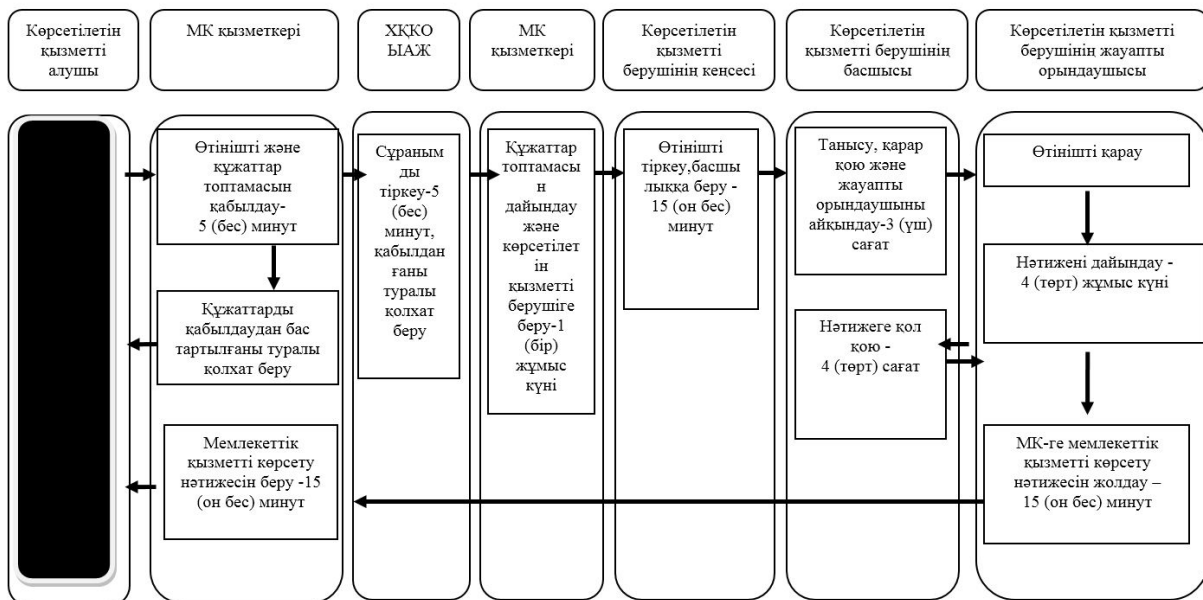 Көрсетілетін
қызметті
алушы
МК қызметкері
ХҚКО
ЫАЖ
МК
қызметкері
Көрсетілетін
қызметті
берушінің кеңсесі
Көрсетілетін
қызметті берушінің
басшысы
Көрсетілетін қызметті
берушінің жауапты
орындаушысы
Өтінішті және
құжаттар
топтамасын
қабылдау-
5 (бес) минут
Құжаттарды
қабылдаудан бас
тартылғаны туралы
қолхат беру
Мемлекеттік
қызметті көрсету
нәтижесін беру -15
(он бес) минут
Сұраным
ды
тіркеу-5
(бес)
минут,
қабылдан
ғаны
туралы
қолхат
беру
Құжаттар
топтамасы
н
дайындау
және
көрсетілет
ін
қызметті
берушіге
беру-1
(бір)
жұмыс
күні
Өтінішті
тіркеу,басшы
лыққа беру -
15 (он бес)
минут
Танысу, қарар
қою және
жауапты
орындаушыны
айқындау-3 (үш)
сағат
Нәтижеге қол
қою -
4 (төрт) сағат
Өтінішті қарау
Нәтижені дайындау -
4 (төрт) жұмыс күні
МК-ге мемлекеттік
қызметті көрсету
нәтижесін жолдау –
15 (он бес) минут